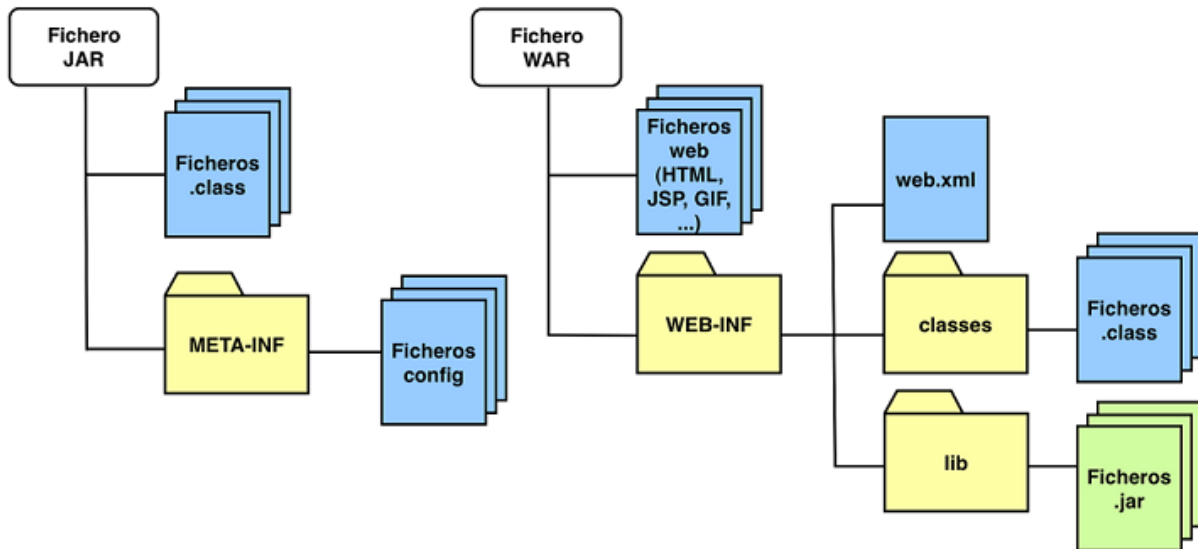 Fichero
JAR
Ficheros
.class
META-INF
Ficheros
config
Fichero
WAR
Ficheros
web
(HTML,
JSP, GIF,
...)
WEB-INF
web.xml
classes
Ficheros
.class
lib
Ficheros
.jar